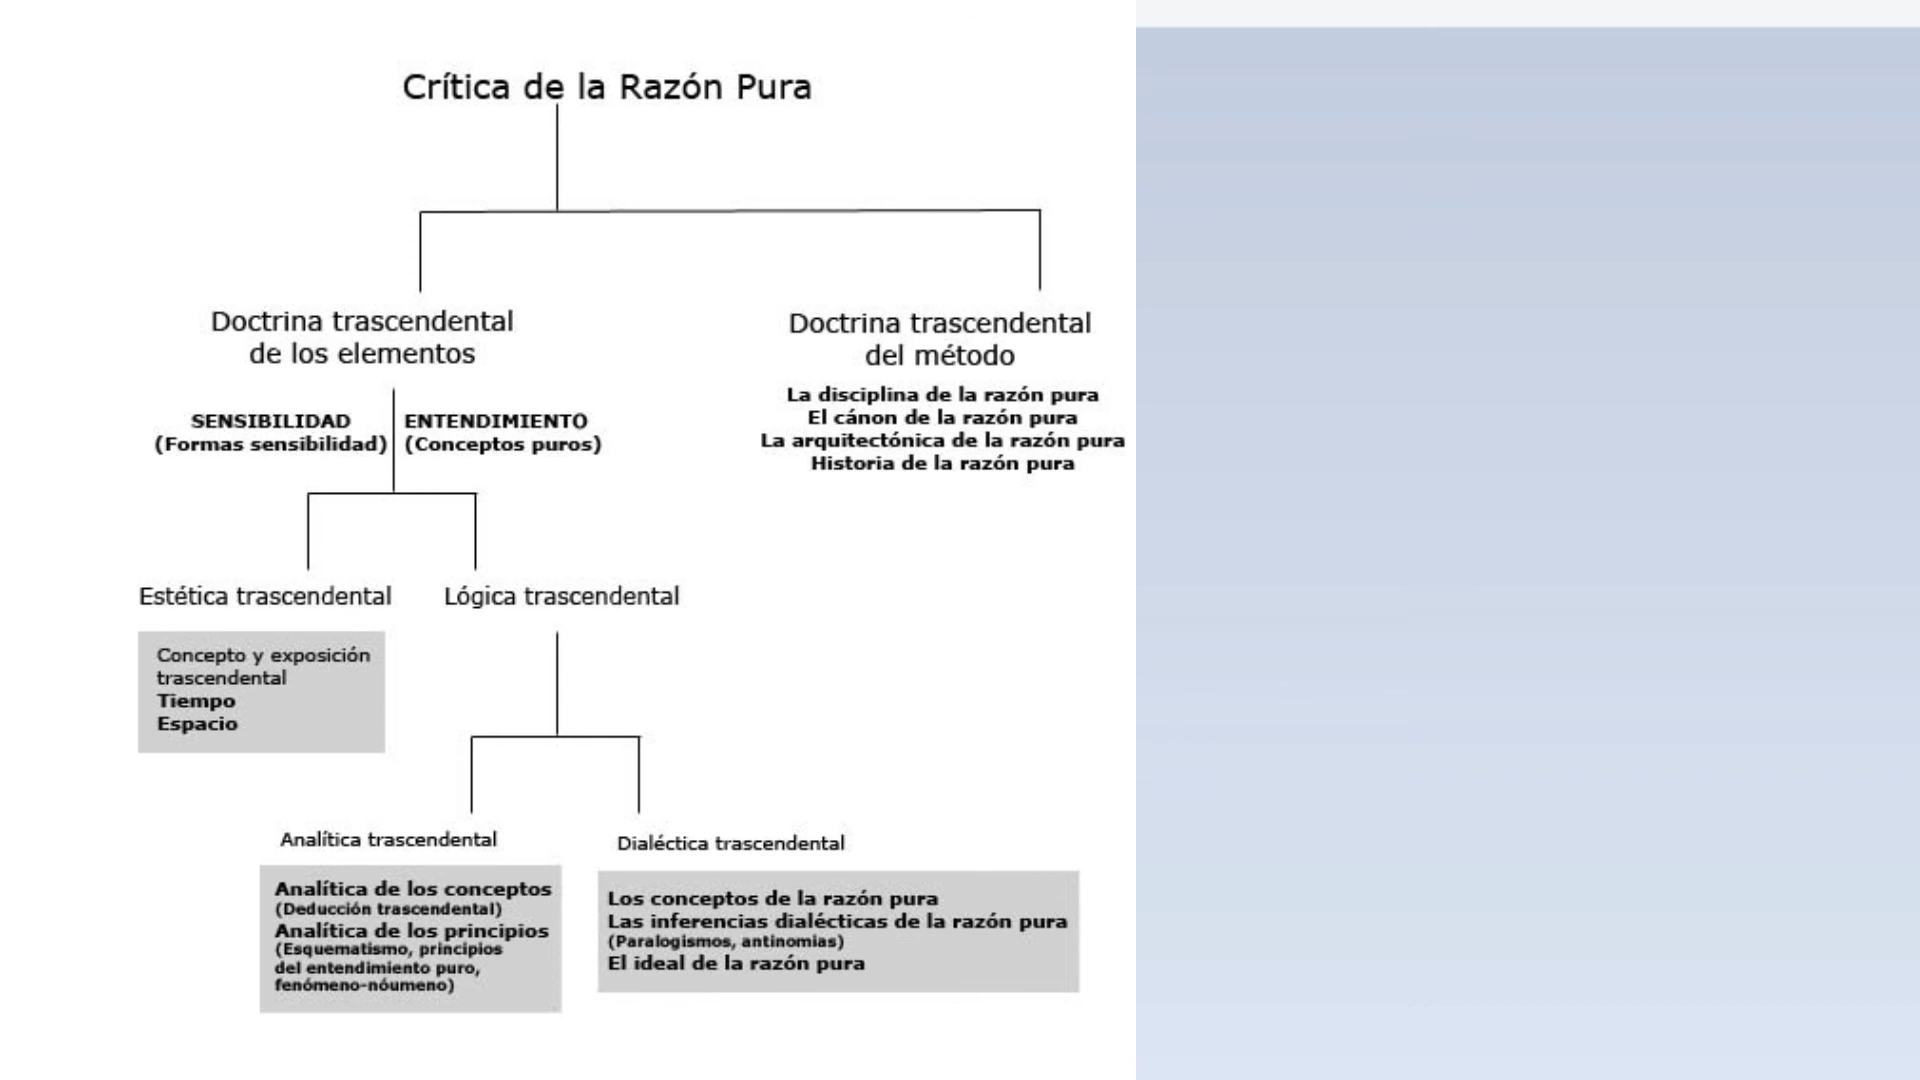 Crítica de la Razón Pura
Doctrina trascendental
de los elementos
Doctrina trascendental
del método
La disciplina de la razón pura
El cánon de la razón pura
La arquitectónica de la razón pura
Historia de la razón pura
SENSIBILIDAD
(Formas sensibilidad)
ENTENDIMIENTO
(Conceptos puros)
Estética trascendental
Lógica trascendental
Concepto y exposición
trascendental
Tiempo
Espacio
Analítica trascendental
Dialéctica trascendental
Analítica de los conceptos
(Deducción trascendental)
Analítica de los principios
(Esquematismo, principios
del entendimiento puro,
fenómeno-nóumeno)
Los conceptos de la razón pura
Las inferencias dialécticas de la razón pura
(Paralogismos, antinomias)
El ideal de la razón pura